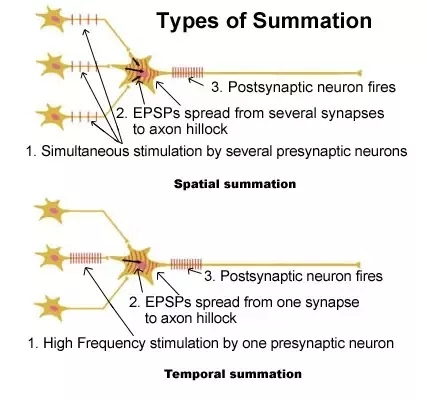 Types of Summation
3. Postsynaptic neuron fires
2. EPSPs spread from several synapses
to axon hillock
1. Simultaneous stimulation by several presynaptic neurons
Spatial summation
3. Postsynaptic neuron fires
2. EPSPs spread from one synapse
to axon hillock
1. High Frequency stimulation by one presynaptic neuron
Temporal summation